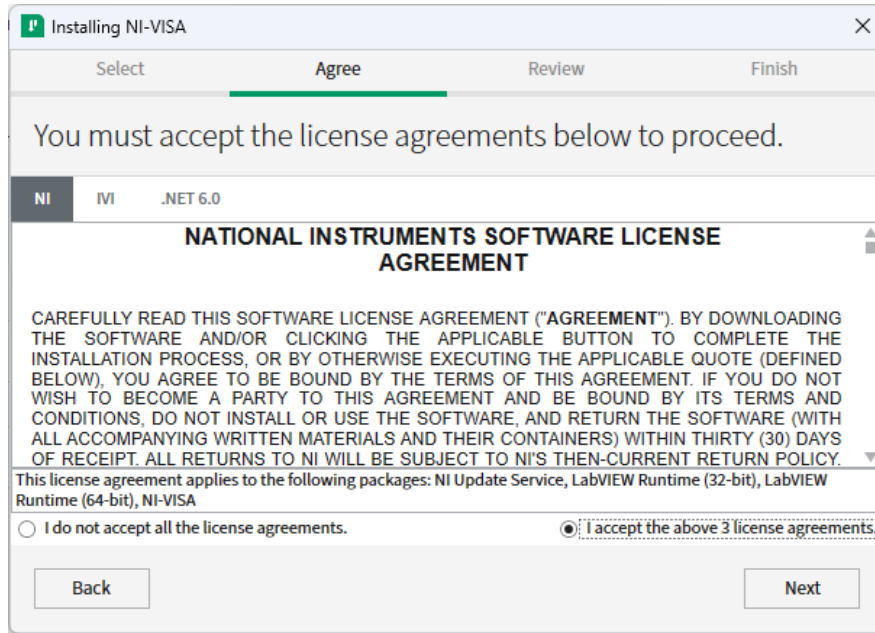 Installing NI-VISA
Select Agree Review Finish
You must accept the license agreements below to proceed.
NI IVI .NET 6.0
NATIONAL INSTRUMENTS SOFTWARE LICENSE
AGREEMENT
CAREFULLY READ THIS SOFTWARE LICENSE AGREEMENT ("AGREEMENT"). BY DOWNLOADING
THE SOFTWARE AND/OR CLICKING THE APPLICABLE BUTTON TO COMPLETE THE
INSTALLATION PROCESS, OR BY OTHERWISE EXECUTING THE APPLICABLE QUOTE (DEFINED
BELOW), YOU AGREE TO BE BOUND BY THE TERMS OF THIS AGREEMENT. IF YOU DO NOT
WISH TO BECOME A PARTY TO THIS AGREEMENT AND BE BOUND BY ITS TERMS AND
CONDITIONS, DO NOT INSTALL OR USE THE SOFTWARE, AND RETURN THE SOFTWARE (WITH
ALL ACCOMPANYING WRITTEN MATERIALS AND THEIR CONTAINERS) WITHIN THIRTY (30) DAYS
OF RECEIPT. ALL RETURNS TO NI WILL BE SUBJECT TO NI'S THEN-CURRENT RETURN POLICY.
This license agreement applies to the following packages: NI Update Service, LabVIEW Runtime (32-bit), LabVIEW
Runtime (64-bit), NI-VISA
I do not accept all the license agreements. I accept the above 3 license agreements.
Back Next